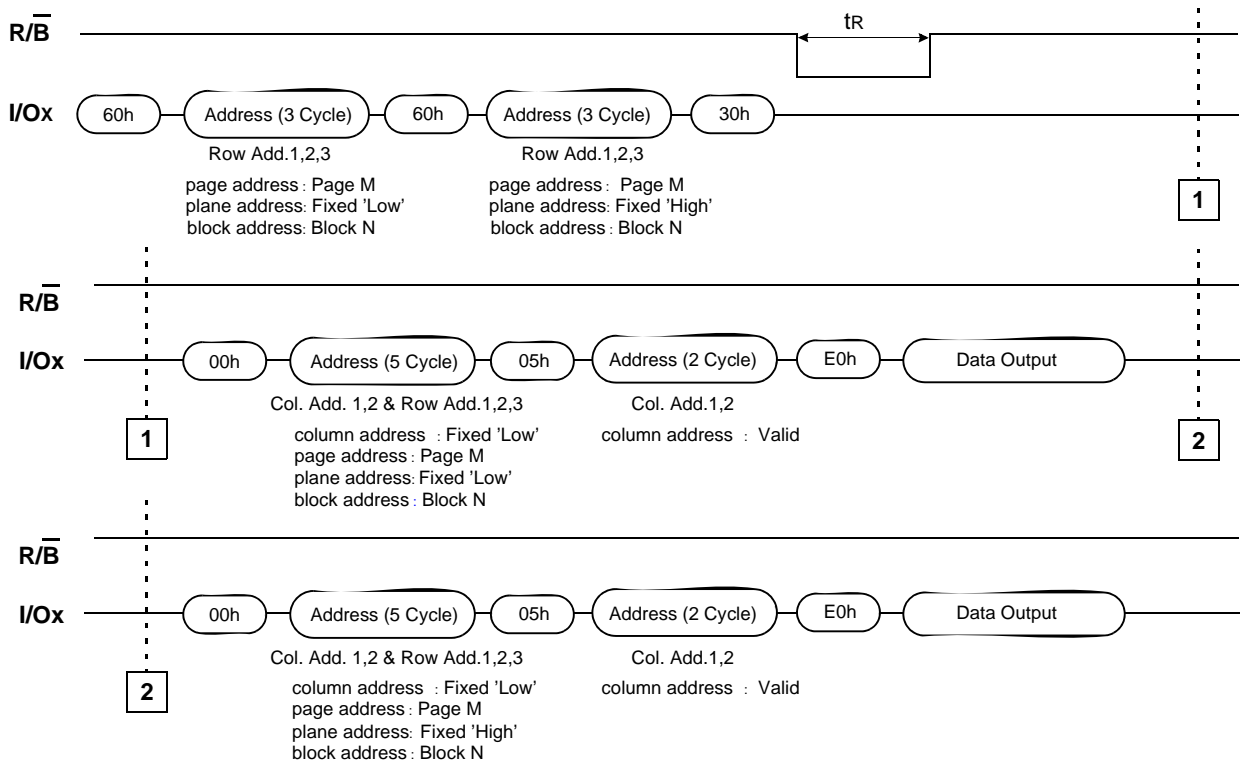 tR
R/B
I/Ox 60h Address (3 Cycle) 60h Address (3 Cycle) 30h
Row Add.1,2,3 Row Add.1,2,3
page address : Page M page address : Page M
plane address: Fixed 'Low' plane address: Fixed 'High'
block address: Block N block address : Block N
1
R/B
I/Ox 00h Address (5 Cycle) 05h Address (2 Cycle) E0h Data Output
Col. Add. 1,2 & Row Add.1,2,3 Col. Add.1,2
1 column address : Fixed 'Low' column address : Valid 2
page address : Page M
plane address: Fixed 'Low'
block address : Block N
R/B
I/Ox 00h Address (5 Cycle) 05h Address (2 Cycle) E0h Data Output
Col. Add. 1,2 & Row Add.1,2,3 Col. Add.1,2
2 column address : Fixed 'Low' column address : Valid
page address : Page M
plane address: Fixed 'High'
block address : Block N